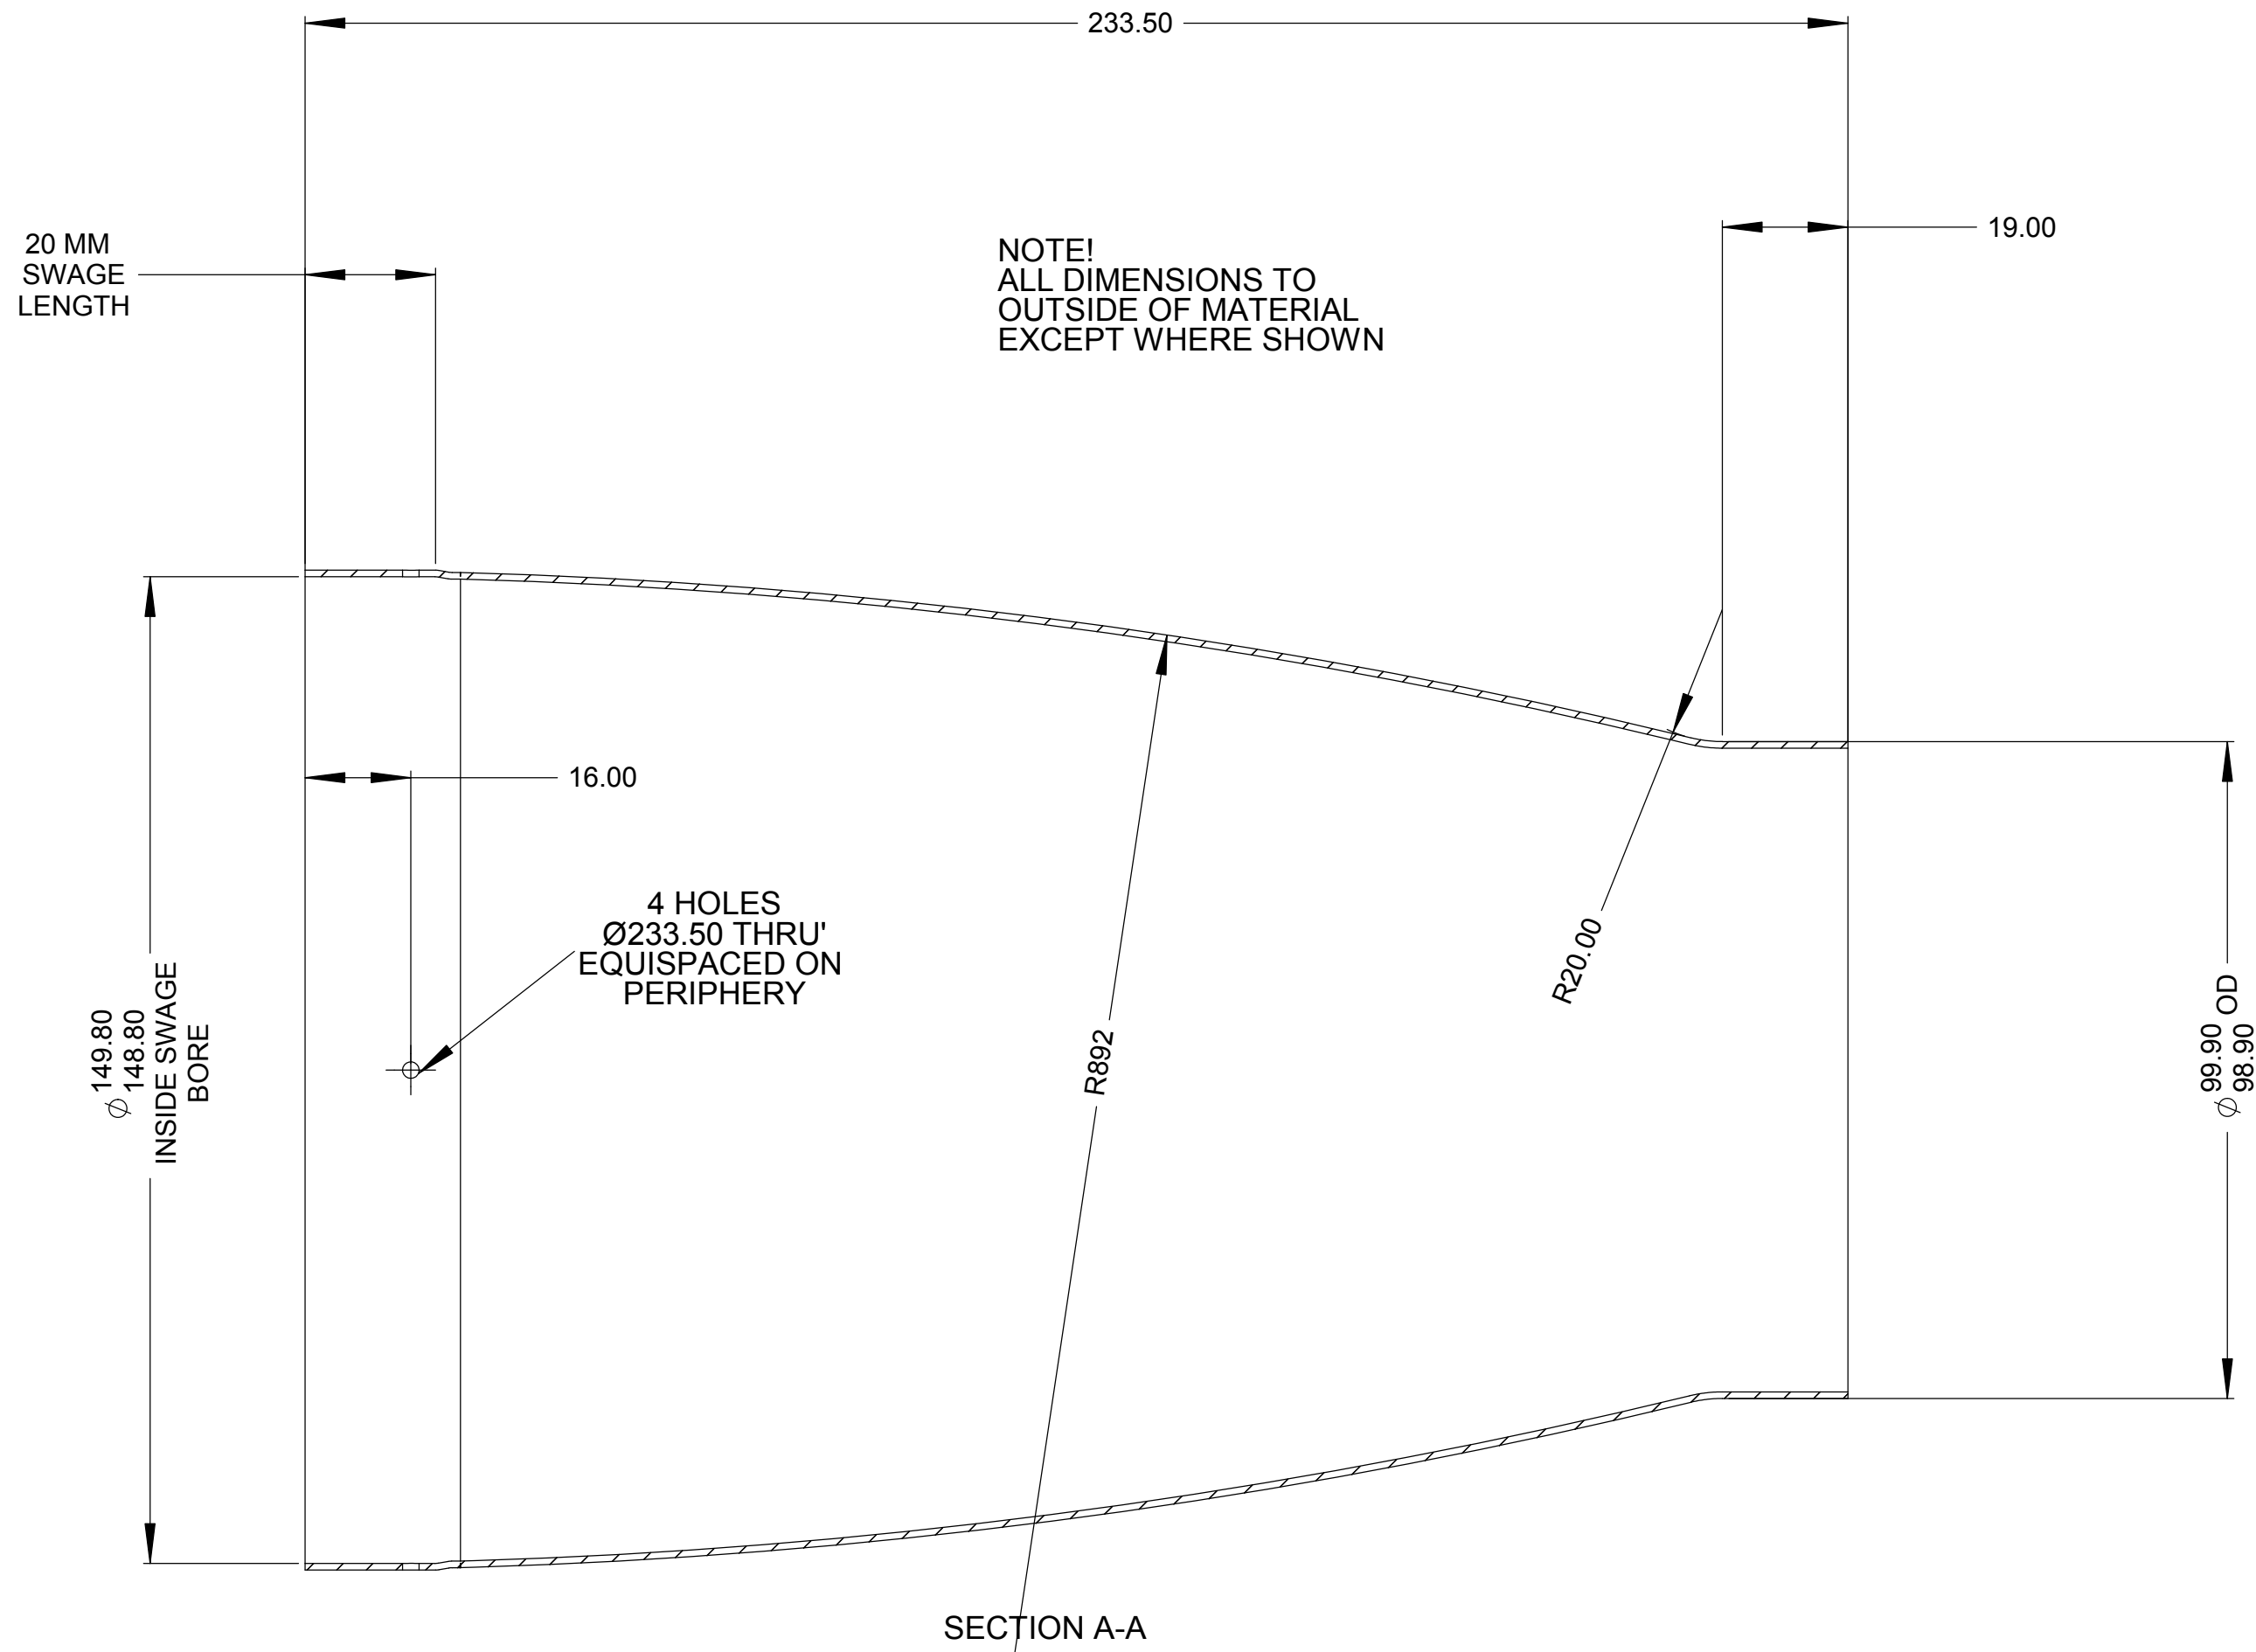 233.50
20 MM
SWAGE
LENGTH
19.00
NOTE!
ALL DIMENSIONS TO
OUTSIDE OF MATERIAL
EXCEPT WHERE SHOWN
16.00
4 HOLES
Ø233.50 THRU'
EQUISPACED ON
PERIPHERY
R20.00
R892
⌀ 149.80
148.80
INSIDE SWAGE
BORE
⌀ 99.90 OD
98.90
SECTION A-A